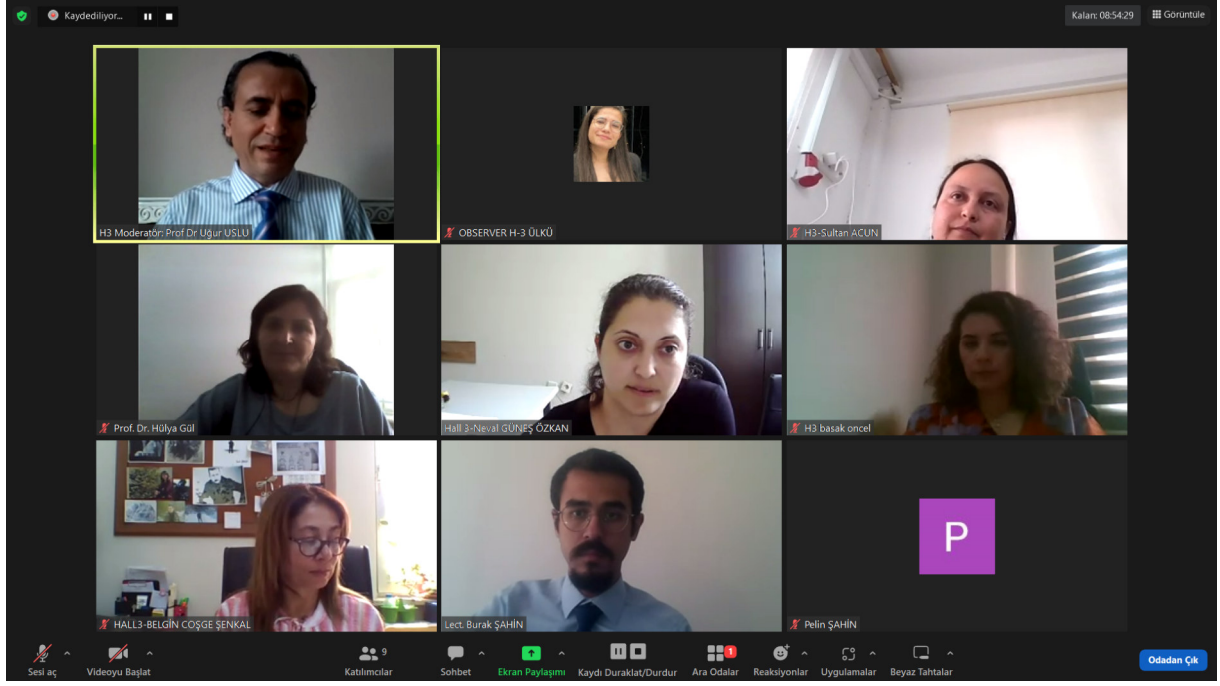 Kaydediliyor...
Kalan: 08:54:29
Görüntüle
H3 Moderatör: Prof Dr Uğur USLU
OBSERVER H-3 ÜLKÜ
H3-Sultan ACUN
Prof. Dr. Hülya Gül
Hall 3-Neval GÜNEŞ ÖZKAN
H3 basak oncel
HALL3-BELGİN COŞGE ŞENKAL
Lect. Burak ŞAHİN
P
Pelin ŞAHİN
Sesi aç
Videoyu Başlat
9
Katılımcılar
Sohbet
Ekran Paylaşımı
Kaydı Duraklat/Durdur
1
Ara Odalar
Reaksiyonlar
Uygulamalar
Beyaz Tahtalar
Odadan Çık